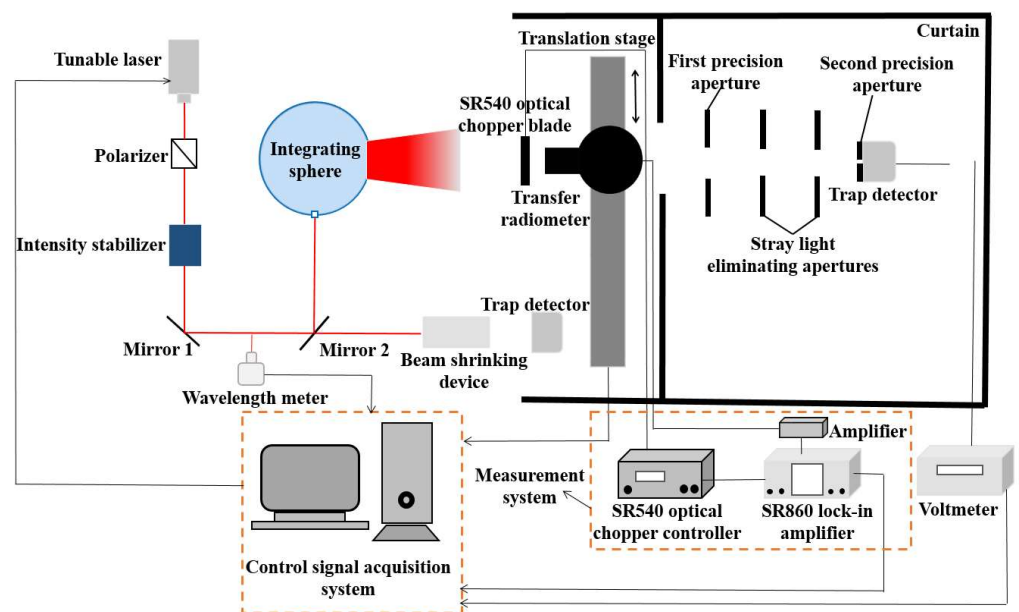 Curtain
Tunable laser
Translation stage
First precision
aperture
Second precision
aperture
SR540 optical
chopper blade
Polarizer
Integrating
sphere
Transfer
radiometer
Trap detector
Intensity stabilizer
Stray light
eliminating apertures
Trap detector
Mirror 1
Mirror 2
Beam shrinking
device
Wavelength meter
Amplifier
Measurement
system
SR540 optical
chopper controller
SR860 lock-in
amplifier
Voltmeter
Control signal acquisition
system